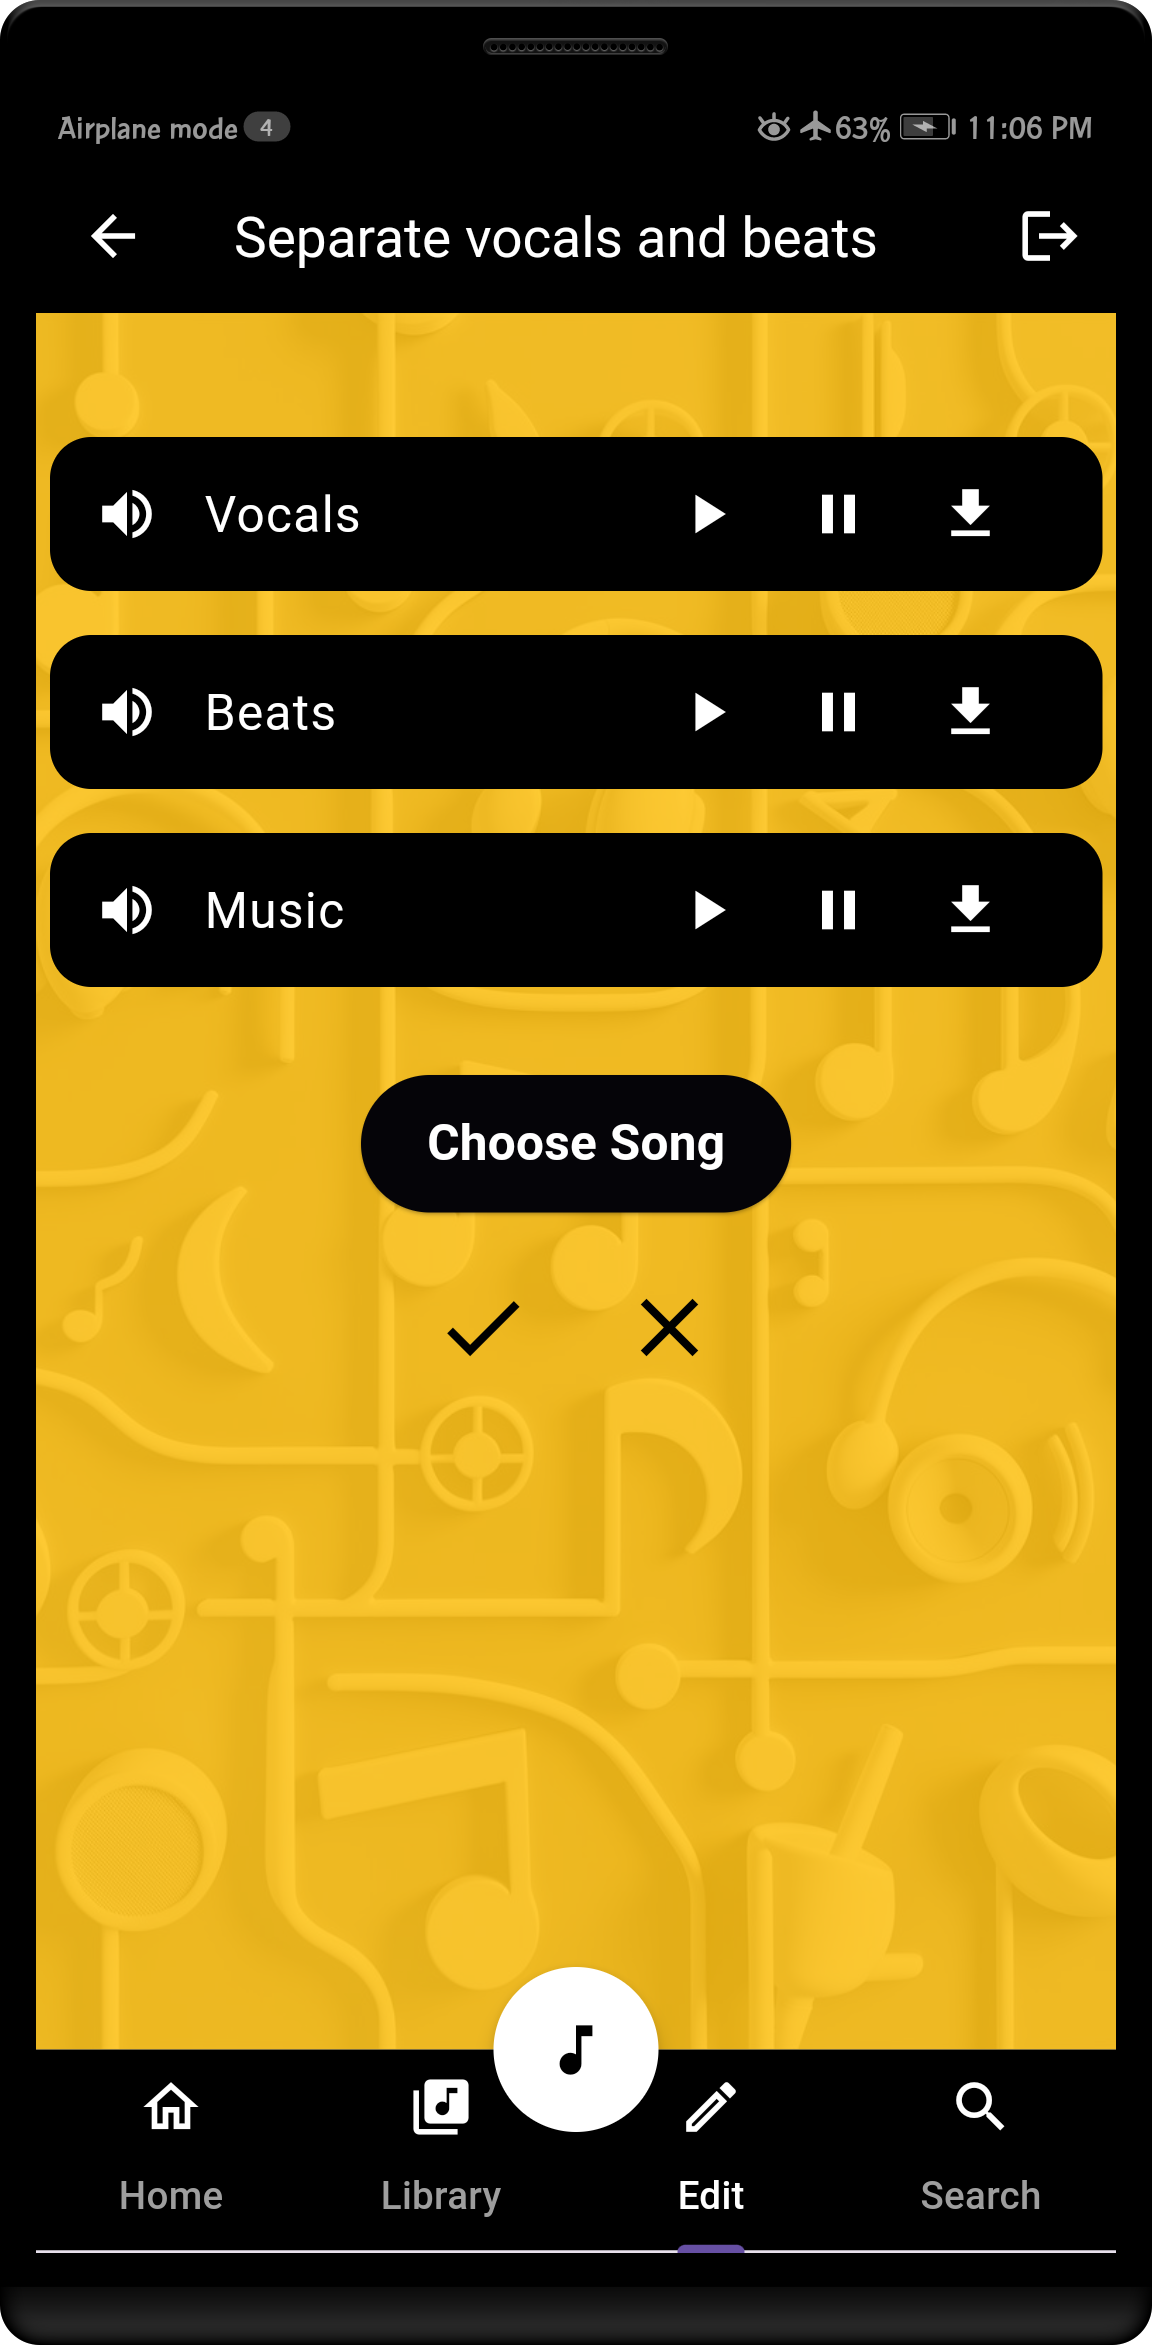 Airplane mode 4 63% 11:06 PM
Separate vocals and beats
Vocals
Beats
Music
Choose Song
Home Library Edit Search